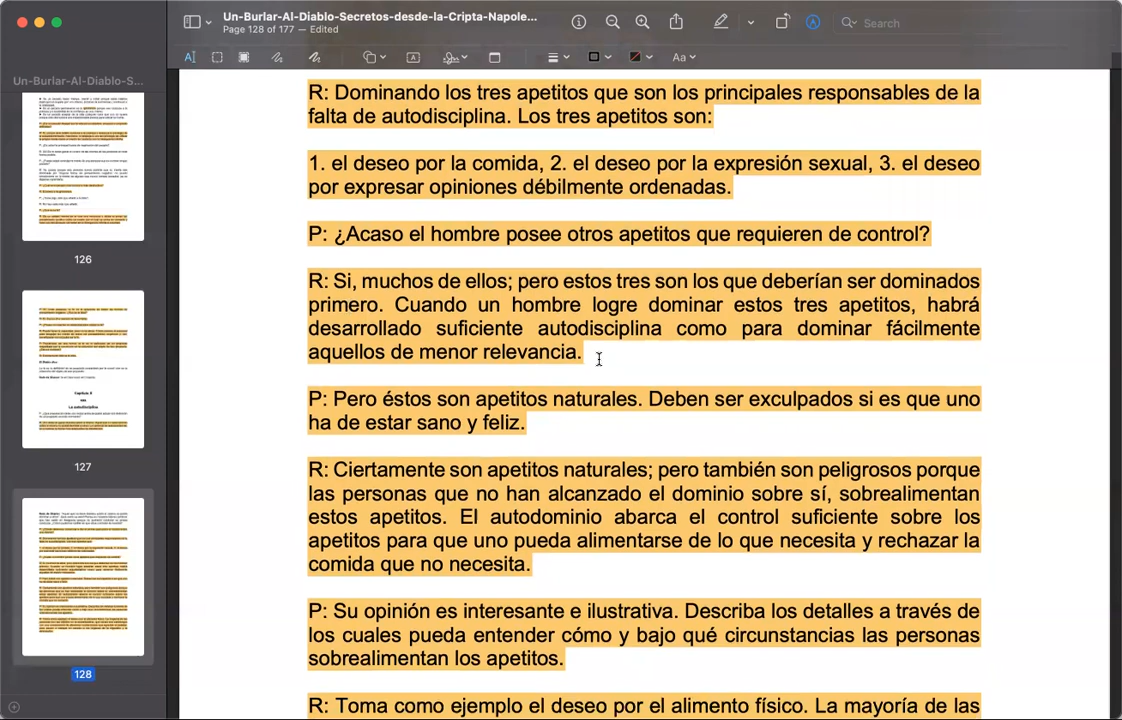 Un-Burlar-Al-Diablo-Secretos-desde-la-Cripta-Napole...
Page 128 of 177 – Edited
Search
Aa
Un-Burlar-Al-Diablo-S...
126
127
128
R: Dominando los tres apetitos que son los principales responsables de la
falta de autodisciplina. Los tres apetitos son:
1. el deseo por la comida, 2. el deseo por la expresión sexual, 3. el deseo
por expresar opiniones débilmente ordenadas.
P: ¿Acaso el hombre posee otros apetitos que requieren de control?
R: Si, muchos de ellos; pero estos tres son los que deberían ser dominados
primero. Cuando un hombre logre dominar estos tres apetitos, habrá
desarrollado suficiente autodisciplina como para dominar fácilmente
aquellos de menor relevancia.
P: Pero éstos son apetitos naturales. Deben ser exculpados si es que uno
ha de estar sano y feliz.
R: Ciertamente son apetitos naturales; pero también son peligrosos porque
las personas que no han alcanzado el dominio sobre sí, sobrealimentan
estos apetitos. El autodominio abarca el control suficiente sobre los
apetitos para que uno pueda alimentarse de lo que necesita y rechazar la
comida que no necesita.
P: Su opinión es interesante e ilustrativa. Describa los detalles a través de
los cuales pueda entender cómo y bajo qué circunstancias las personas
sobrealimentan los apetitos.
R: Toma como ejemplo el deseo por el alimento físico. La mayoría de las